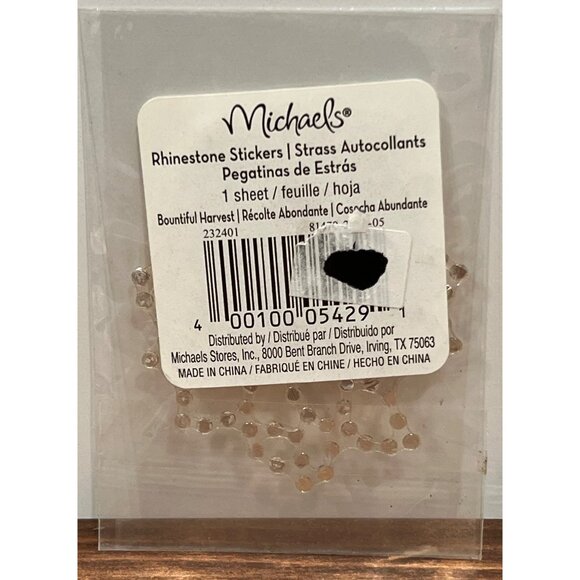 Michaels®
Rhinestone Stickers | Strass Autocollants
Pegatinas de Estrás
1 sheet / feuille / hoja
Bountiful Harvest | Récolte Abondante | Cosecha Abundante
232401 -05
4 00100 05429 1
Distributed by / Distribué par / Distribuido por
Michaels Stores, Inc., 8000 Bent Branch Drive, Irving, TX 75063
MADE IN CHINA / FABRIQUÉ EN CHINE / HECHO EN CHINA